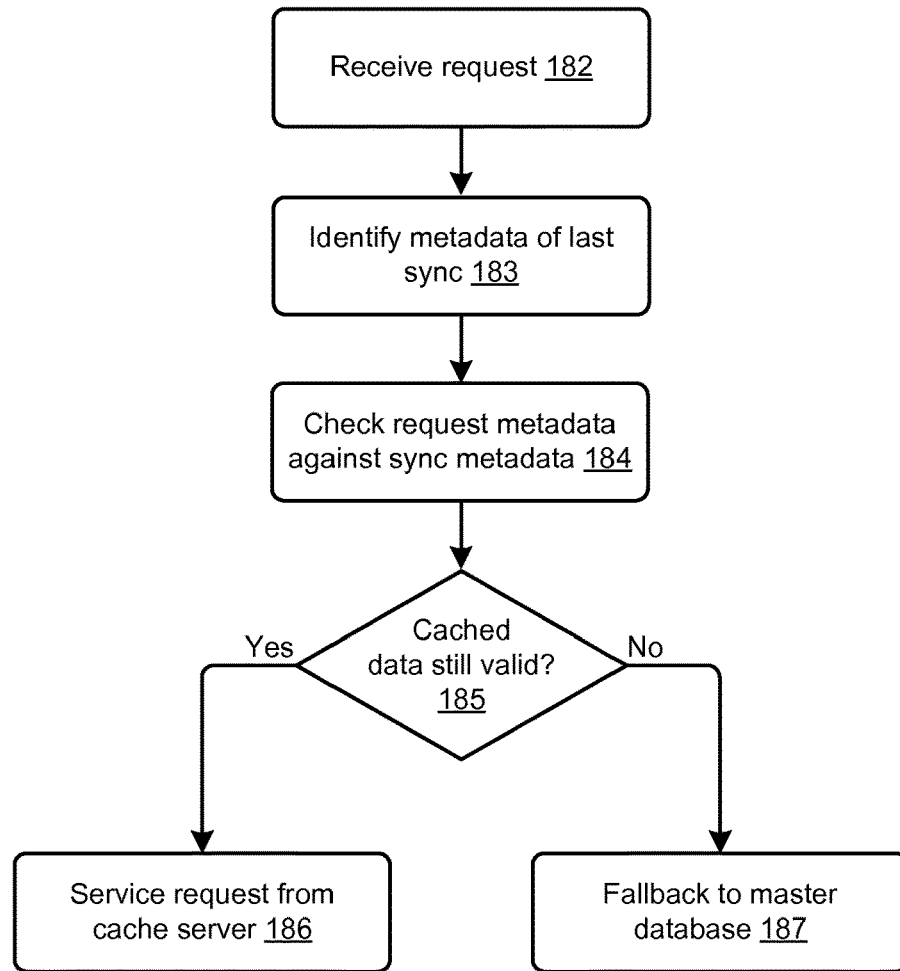 Receive request 182
Identify metadata of last
sync 183
Check request metadata
against sync metadata 184
Cached
data still valid?
185
Yes
No
Service request from
cache server 186
Fallback to master
database 187